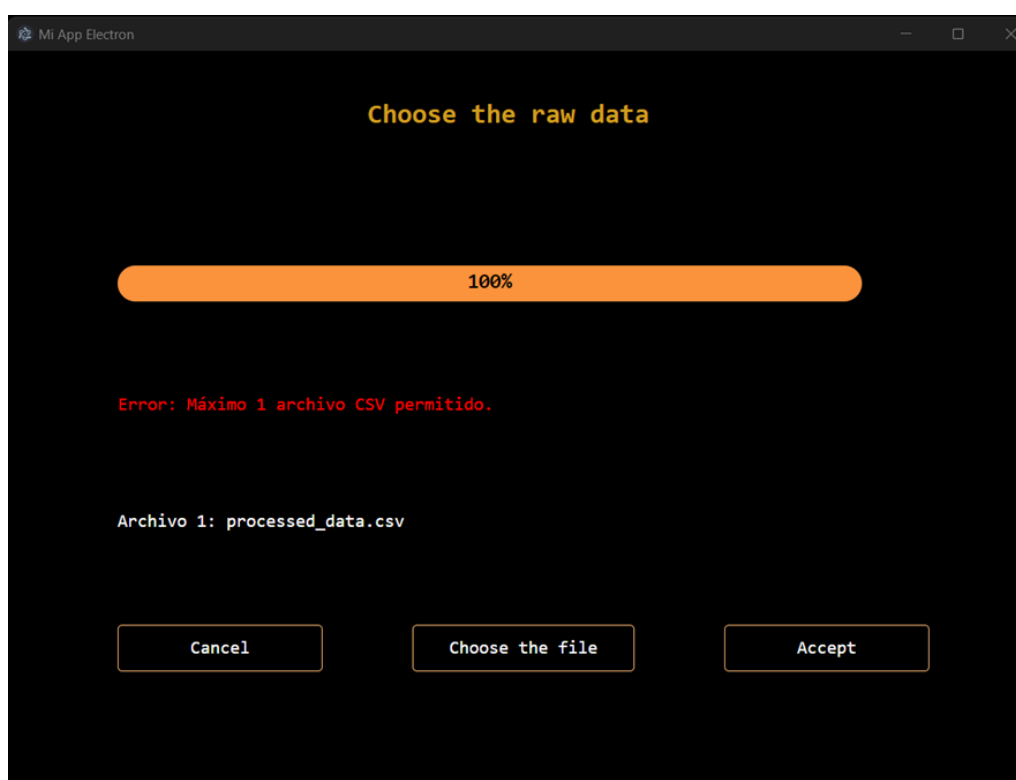 Mi App Electron
Choose the raw data
100%
Error: Máximo 1 archivo CSV permitido.
Archivo 1: processed_data.csv
Cancel
Choose the file
Accept